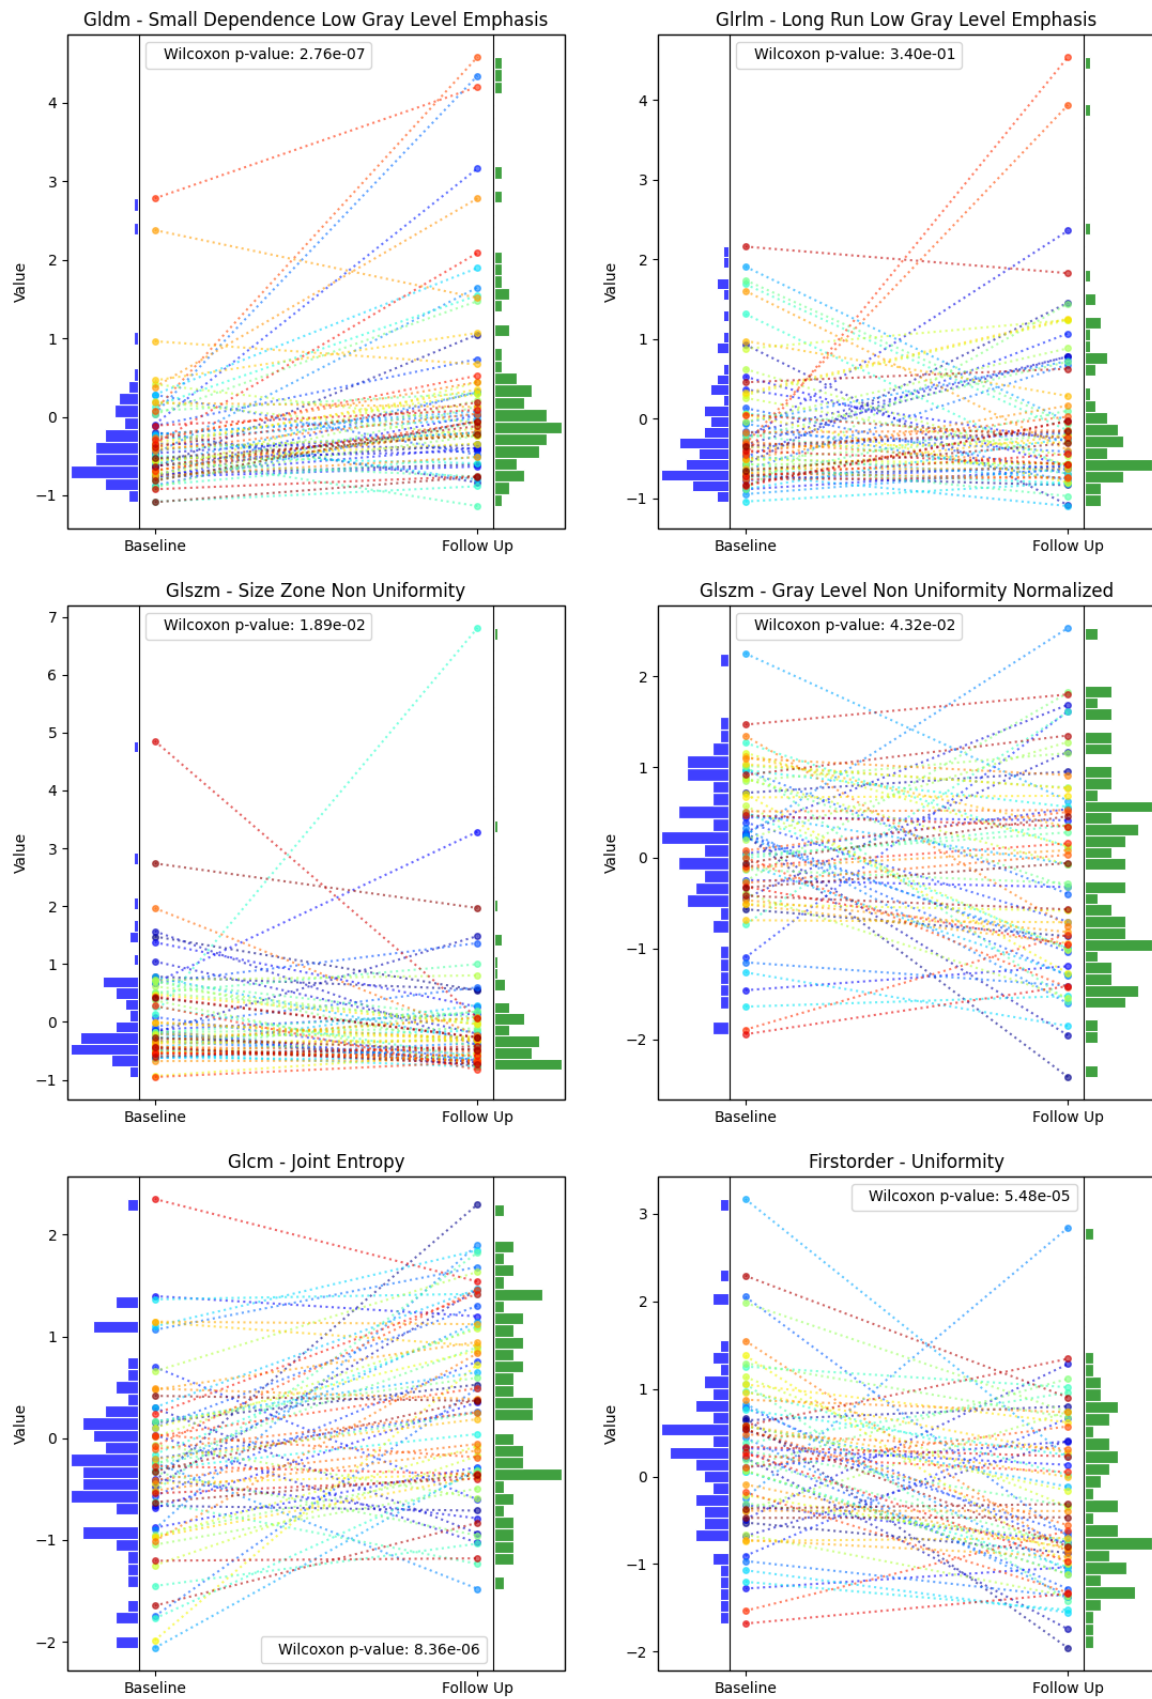 Gldm - Small Dependence Low Gray Level Emphasis
Wilcoxon p-value: 2.76e-07
Value
4
3
2
1
0
−1
Baseline
Follow Up
Glrlm - Long Run Low Gray Level Emphasis
Wilcoxon p-value: 3.40e-01
Value
4
3
2
1
0
−1
Baseline
Follow Up
Glszm - Size Zone Non Uniformity
Wilcoxon p-value: 1.89e-02
Value
7
6
5
4
3
2
1
0
−1
Baseline
Follow Up
Glszm - Gray Level Non Uniformity Normalized
Wilcoxon p-value: 4.32e-02
Value
2
1
0
−1
−2
Baseline
Follow Up
Glcm - Joint Entropy
Value
2
1
0
−1
−2
Wilcoxon p-value: 8.36e-06
Baseline
Follow Up
Firstorder - Uniformity
Wilcoxon p-value: 5.48e-05
Value
3
2
1
0
−1
−2
Baseline
Follow Up